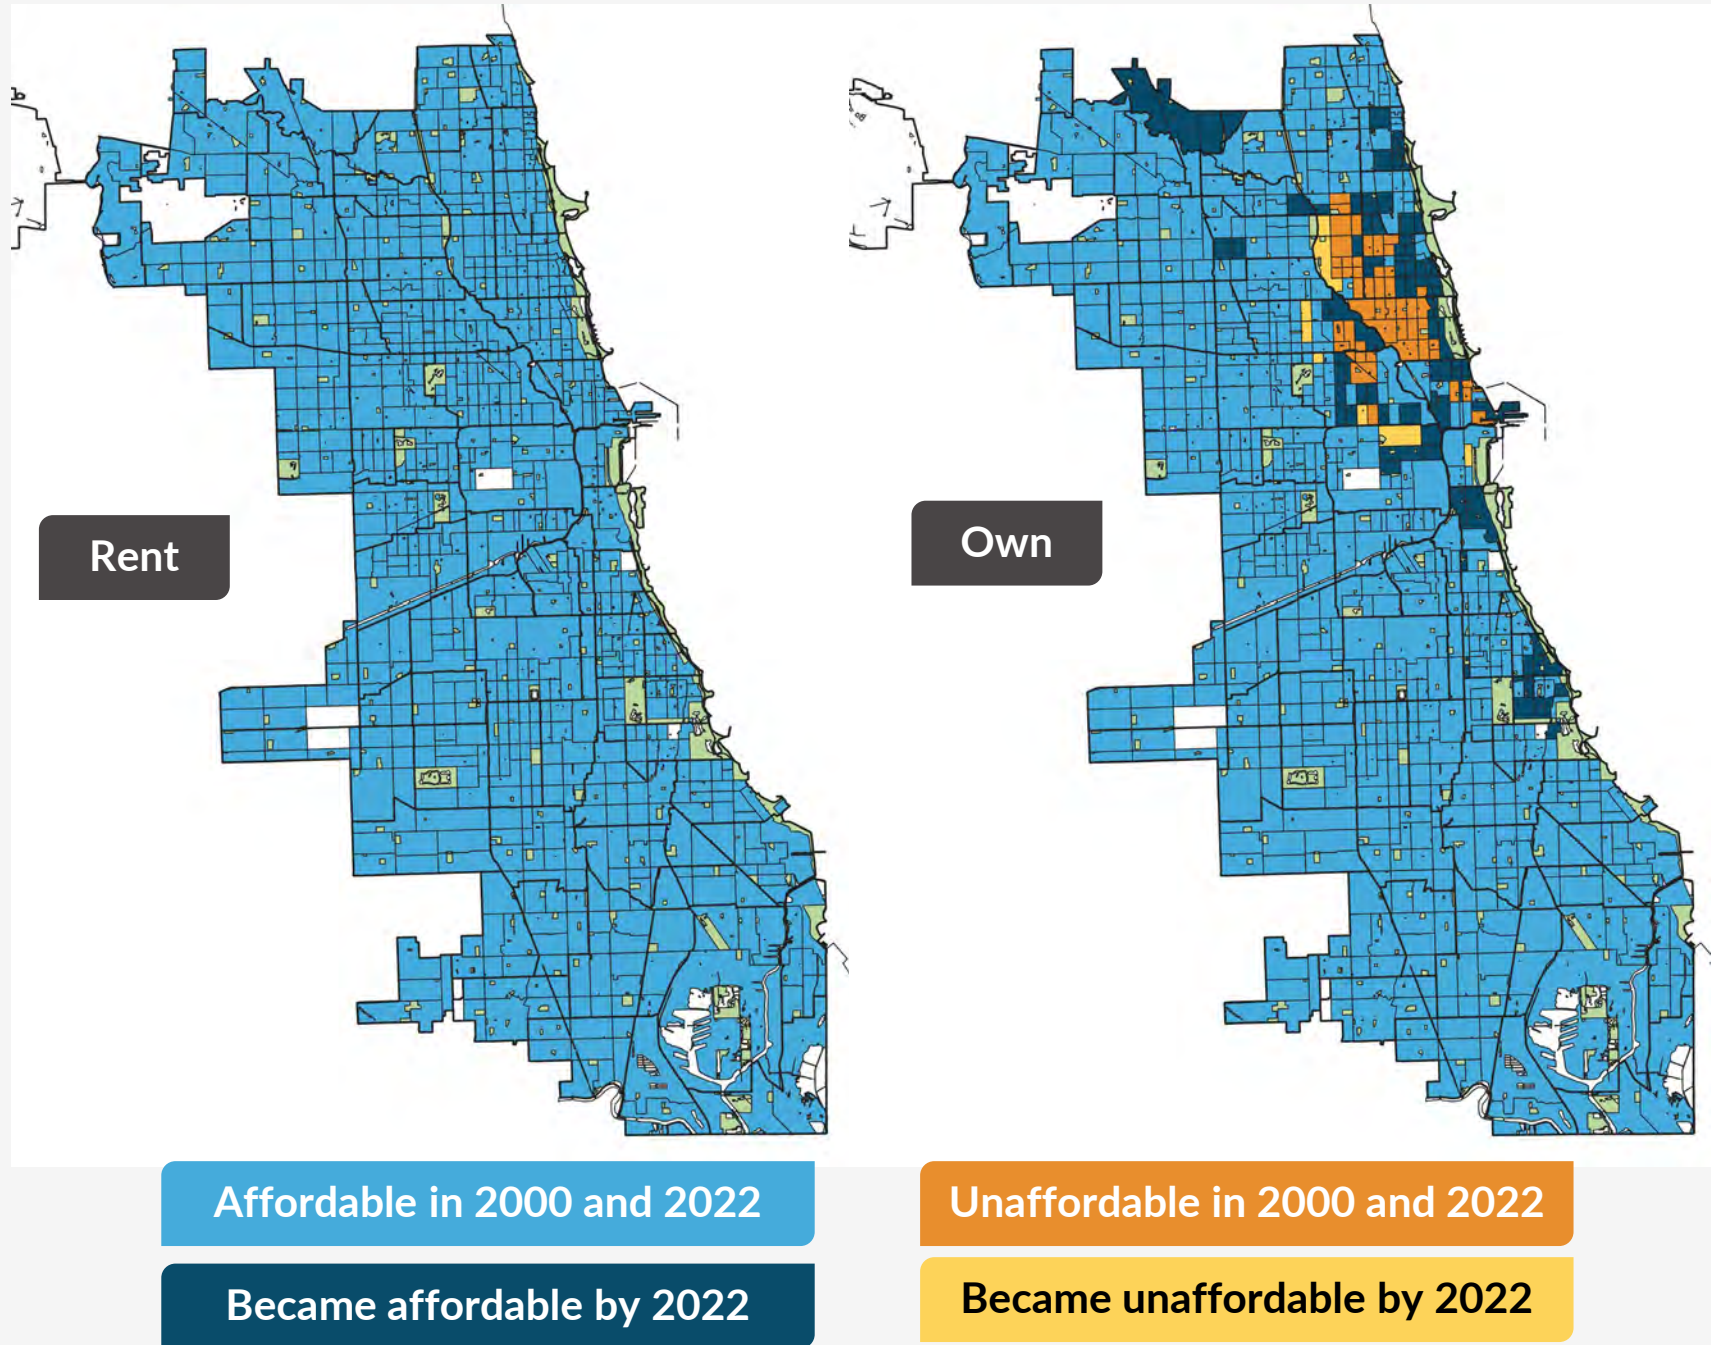 Rent
Own
Affordable in 2000 and 2022
Unaffordable in 2000 and 2022
Became affordable by 2022
Became unaffordable by 2022